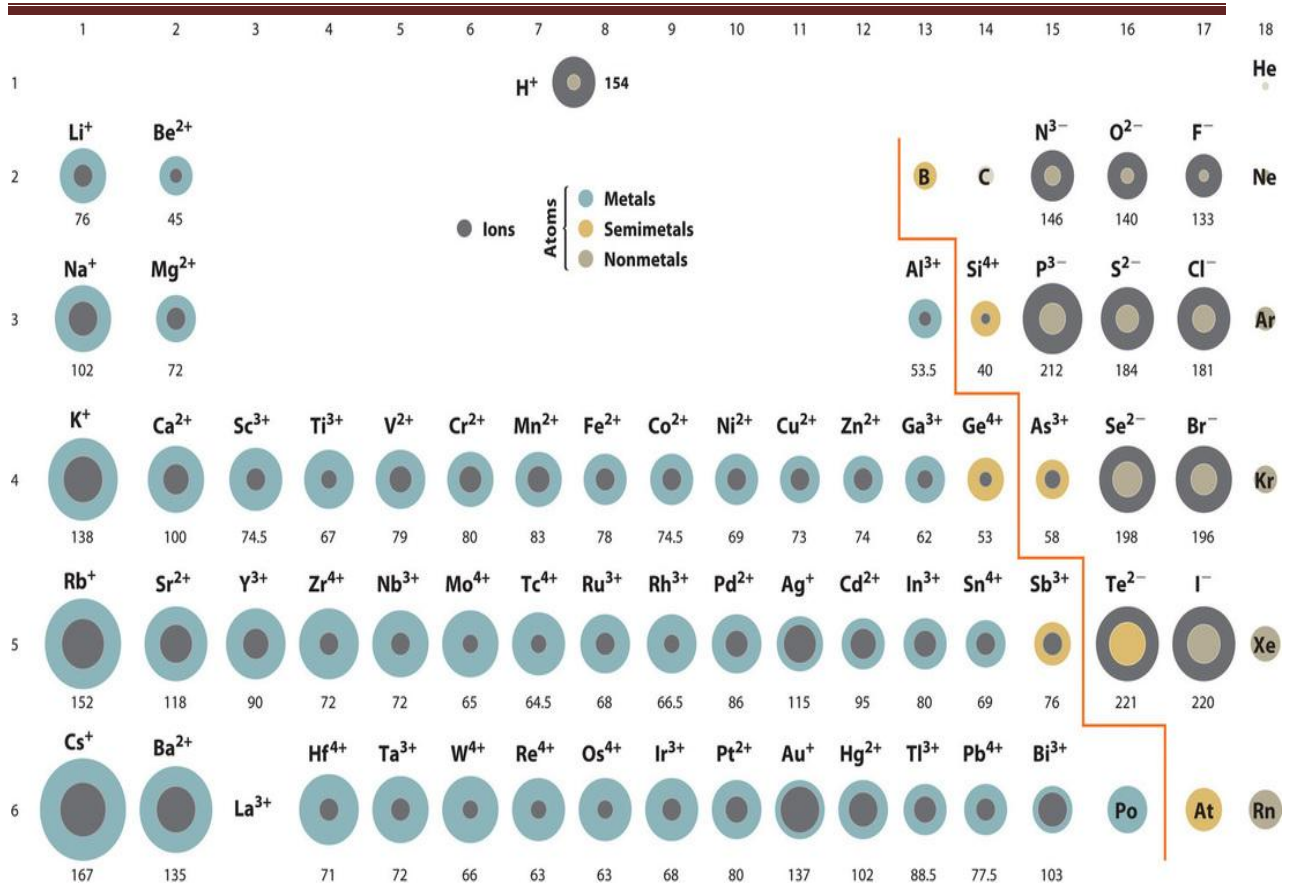 1 2 3 4 5 6 7 8 9 10 11 12 13 14 15 16 17 18
1 H⁺ 154 He
Li⁺ Be²⁺ N³⁻ O²⁻ F⁻
2 B C Ne
76 45 146 140 133
Ions
Atoms
Metals
Semimetals
Nonmetals
Na⁺ Mg²⁺ Al³⁺ Si⁴⁺ P³⁻ S²⁻ Cl⁻
3 Ar
102 72 53.5 40 212 184 181
K⁺ Ca²⁺ Sc³⁺ Ti³⁺ V²⁺ Cr²⁺ Mn²⁺ Fe²⁺ Co²⁺ Ni²⁺ Cu²⁺ Zn²⁺ Ga³⁺ Ge⁴⁺ As³⁺ Se²⁻ Br⁻
4 Kr
138 100 74.5 67 79 80 83 78 74.5 69 73 74 62 53 58 198 196
Rb⁺ Sr²⁺ Y³⁺ Zr⁴⁺ Nb³⁺ Mo⁴⁺ Tc⁴⁺ Ru³⁺ Rh³⁺ Pd²⁺ Ag⁺ Cd²⁺ In³⁺ Sn⁴⁺ Sb³⁺ Te²⁻ I⁻
5 Xe
152 118 90 72 72 65 64.5 68 66.5 86 115 95 80 69 76 221 220
Cs⁺ Ba²⁺ Hf⁴⁺ Ta³⁺ W⁴⁺ Re⁴⁺ Os⁴⁺ Ir³⁺ Pt²⁺ Au⁺ Hg²⁺ Tl³⁺ Pb⁴⁺ Bi³⁺
6 La³⁺ Po At Rn
167 135 71 72 66 63 63 68 80 137 102 88.5 77.5 103